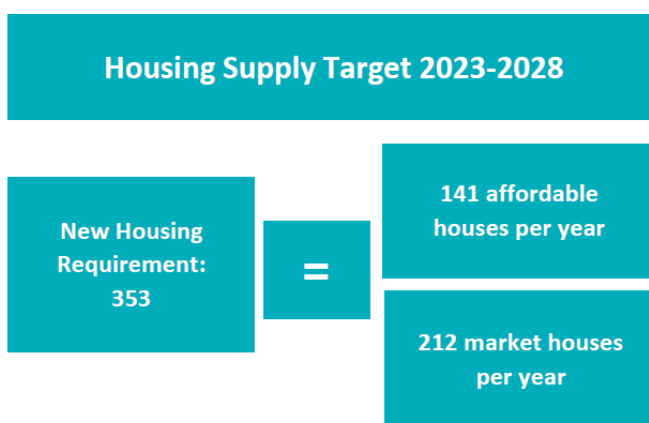 Housing Supply Target 2023-2028
New Housing
Requirement:
353
=
141 affordable
houses per year
212 market houses
per year